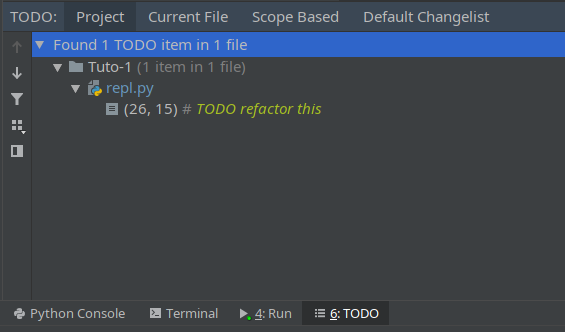 TODO: Project Current File Scope Based Default Changelist
Found 1 TODO item in 1 file
Tuto-1 (1 item in 1 file)
repl.py
(26, 15) # TODO refactor this
Python Console Terminal 4: Run 6: TODO